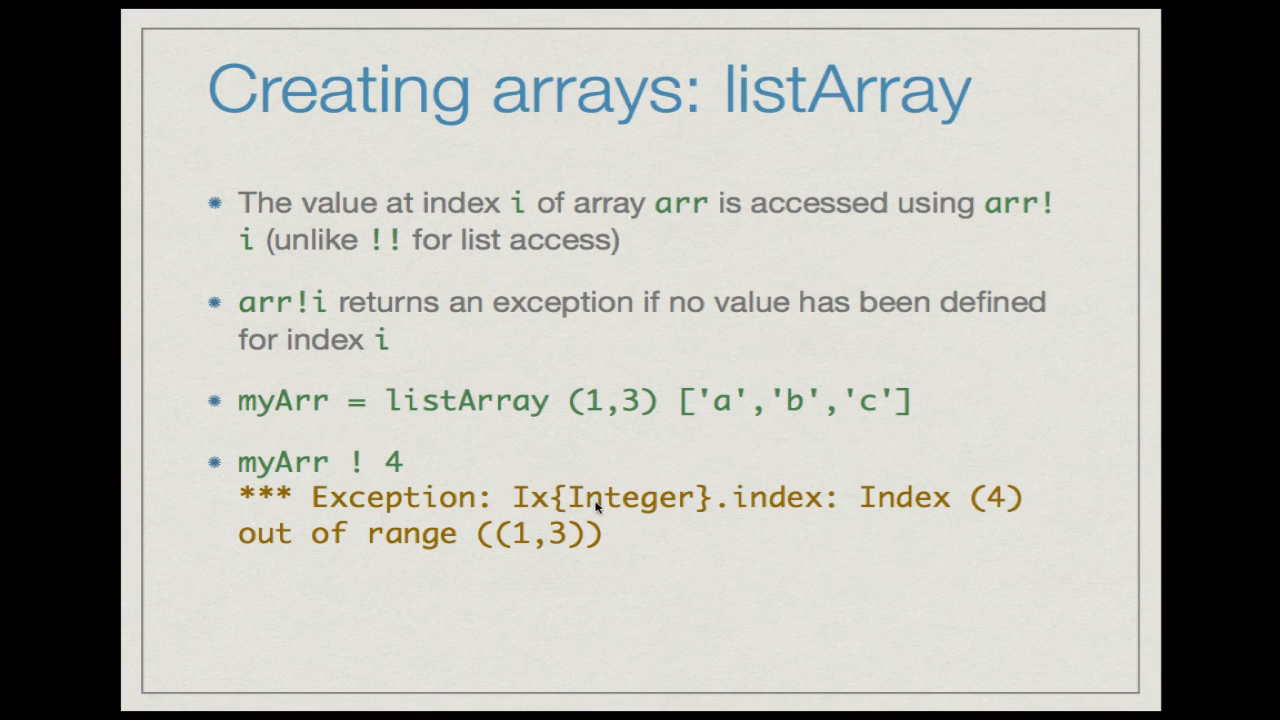 Creating arrays: listArray
The value at index i of array arr is accessed using arr!
i (unlike !! for list access)
arr!i returns an exception if no value has been defined
for index i
myArr = listArray (1,3) ['a','b','c']
myArr ! 4
*** Exception: Ix{Integer}.index: Index (4)
out of range ((1,3))